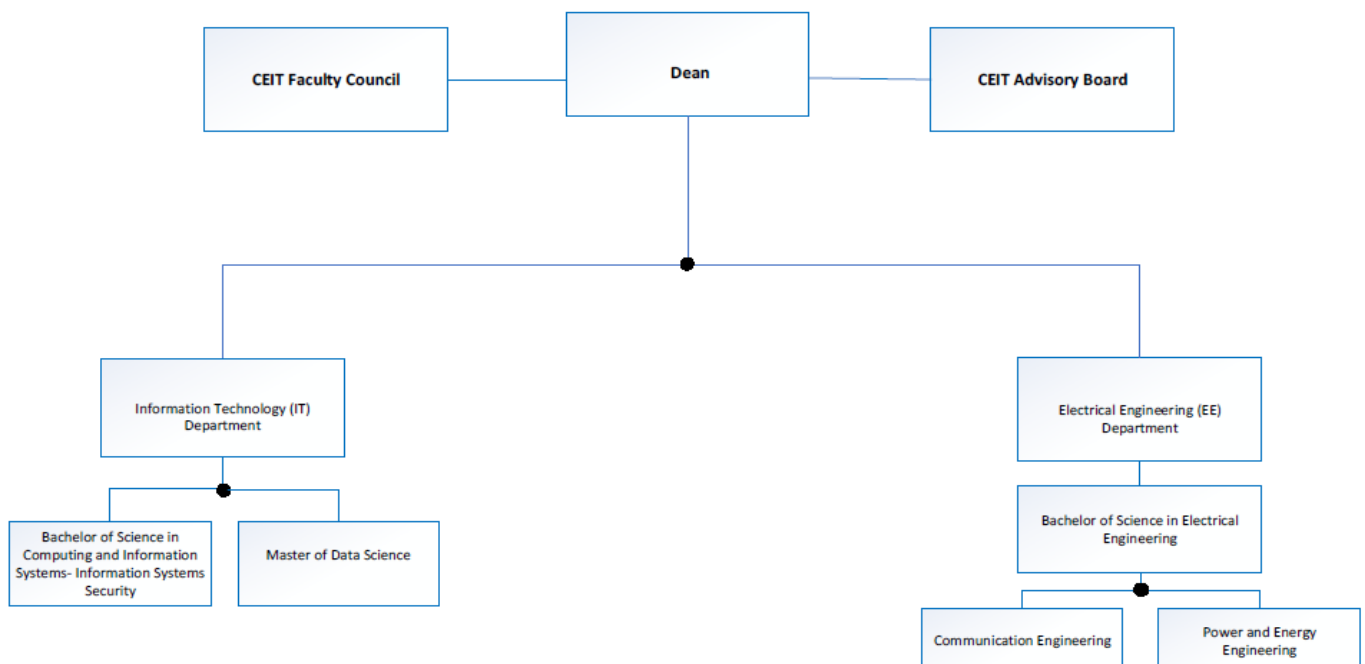 CEIT Faculty Council
Dean
CEIT Advisory Board
Information Technology (IT)
Department
Electrical Engineering (EE)
Department
Bachelor of Science in
Computing and Information
Systems- Information Systems
Security
Master of Data Science
Bachelor of Science in Electrical
Engineering
Communication Engineering
Power and Energy
Engineering